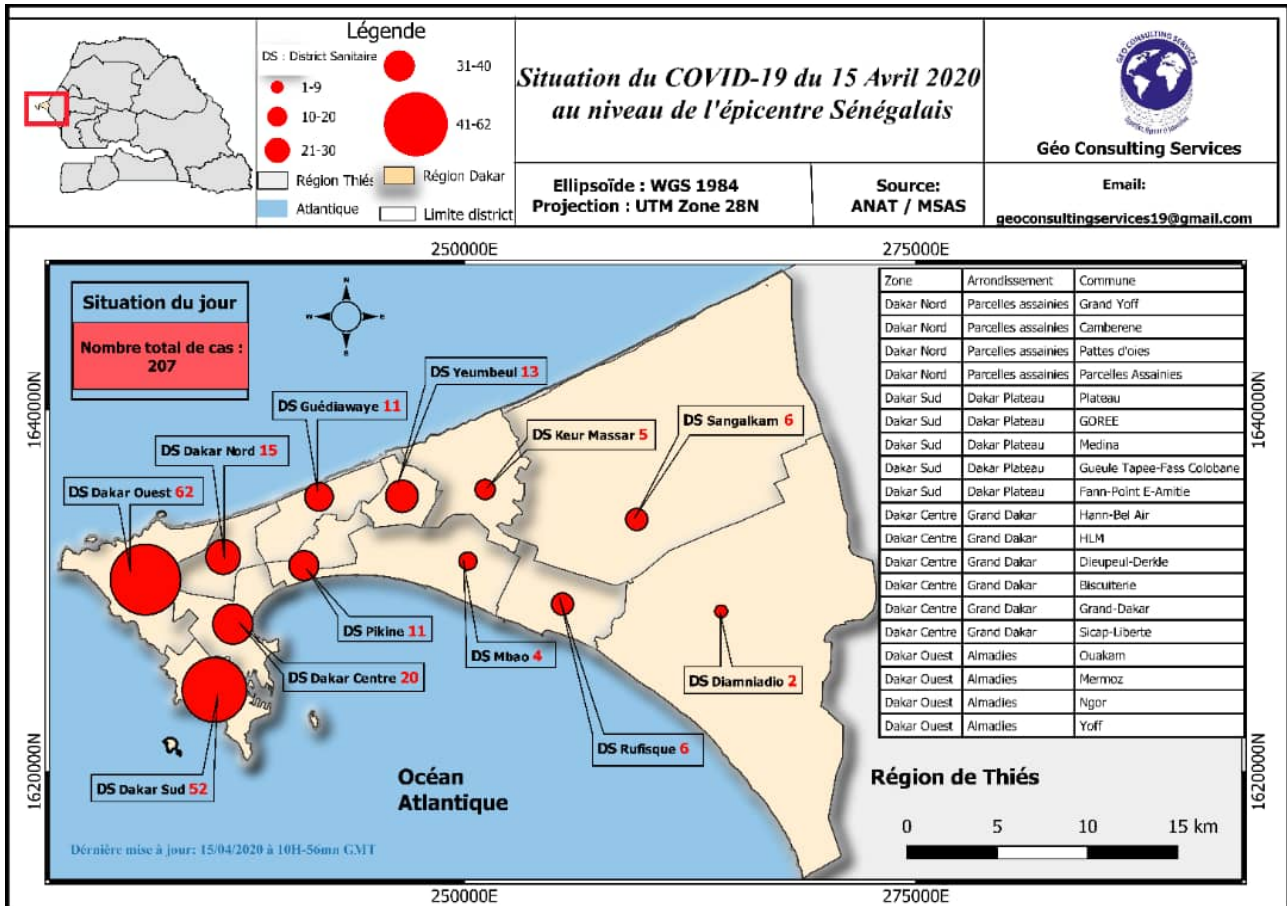 Légende
DS : District Sanitaire
1-9
10-20
21-30
31-40
41-62
Région Thiés
Région Dakar
Atlantique
Limite district
Situation du COVID-19 du 15 Avril 2020
au niveau de l'épicentre Sénégalais
Ellipsoïde : WGS 1984
Projection : UTM Zone 28N
Source:
ANAT / MSAS
GÉO CONSULTING SERVICES
Géo Consulting Services
Email:
geoconsultingservices19@gmail.com
250000E
275000E
1640000N
1620000N
1640000N
1620000N
Situation du jour
Nombre total de cas :
207
DS Yeumbeul 13
DS Guédiawaye 11
DS Keur Massar 5
DS Sangalkam 6
DS Dakar Nord 15
DS Dakar Ouest 62
DS Pikine 11
DS Mbao 4
DS Dakar Centre 20
DS Diamniadio 2
DS Rufisque 6
DS Dakar Sud 52
Océan
Atlantique
Région de Thiés
0 5 10 15 km
Dérnière mise à jour: 15/04/2020 à 10H-56mn GMT
Zone Arrondissement Commune
Dakar Nord Parcelles assainies Grand Yoff
Dakar Nord Parcelles assainies Camberene
Dakar Nord Parcelles assainies Pattes d'oies
Dakar Nord Parcelles assainies Parcelles Assainies
Dakar Sud Dakar Plateau Plateau
Dakar Sud Dakar Plateau GOREE
Dakar Sud Dakar Plateau Medina
Dakar Sud Dakar Plateau Gueule Tapee-Fass Colobane
Dakar Sud Dakar Plateau Fann-Point E-Amitie
Dakar Centre Grand Dakar Hann-Bel Air
Dakar Centre Grand Dakar HLM
Dakar Centre Grand Dakar Dieupeul-Derkle
Dakar Centre Grand Dakar Biscuiterie
Dakar Centre Grand Dakar Grand-Dakar
Dakar Centre Grand Dakar Sicap-Liberte
Dakar Ouest Almadies Ouakam
Dakar Ouest Almadies Mermoz
Dakar Ouest Almadies Ngor
Dakar Ouest Almadies Yoff
250000E
275000E